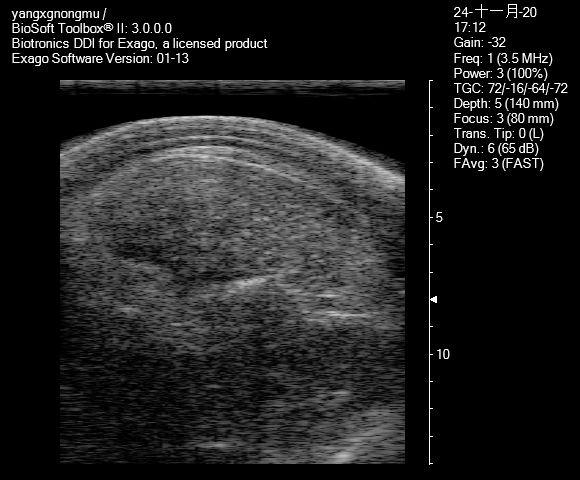 yangxgnongmu /
BioSoft Toolbox® II: 3.0.0.0
Biotronics DDI for Exago, a licensed product
Exago Software Version: 01-13
24-十一月-20
17:12
Gain: -32
Freq: 1 (3.5 MHz)
Power: 3 (100%)
TGC: 72/-16/-64/-72
Depth: 5 (140 mm)
Focus: 3 (80 mm)
Trans. Tip: 0 (L)
Dyn.: 6 (65 dB)
FAvg: 3 (FAST)
5
10